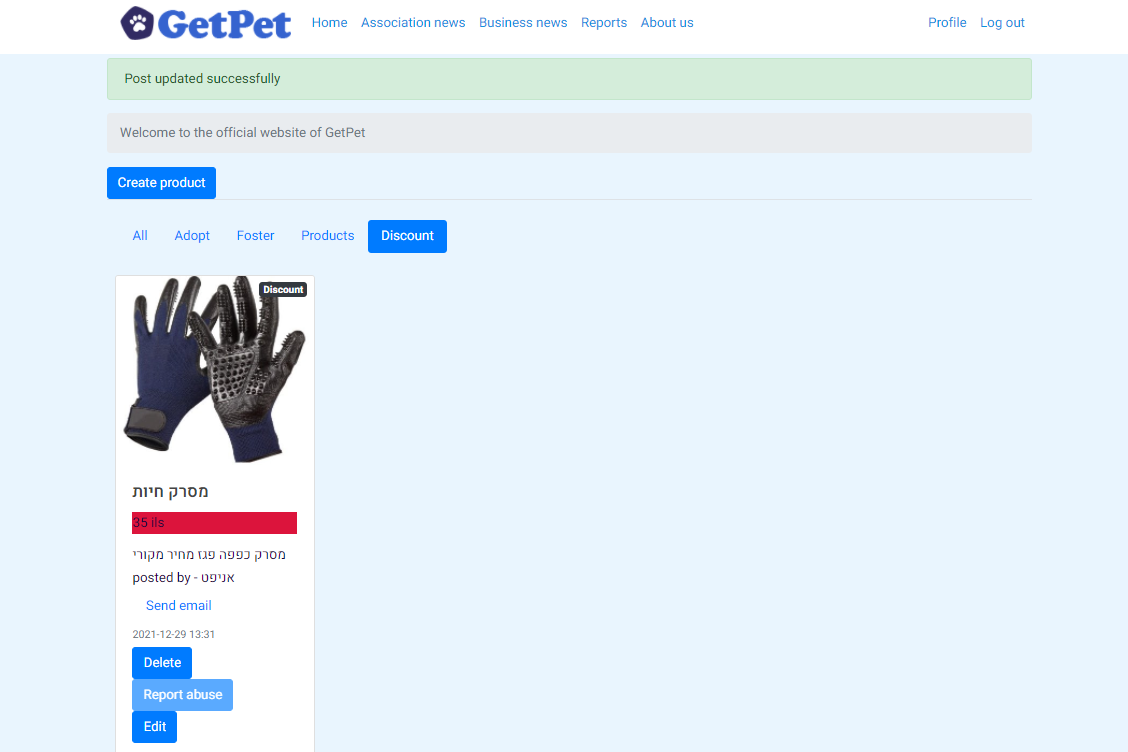 GetPet
Home Association news Business news Reports About us Profile Log out
Post updated successfully
Welcome to the official website of GetPet
Create product
All Adopt Foster Products Discount
Discount
מסרק חיות
35 ils
מסרק כפפה פגז מחיר מקורי
posted by - אניפט
Send email
2021-12-29 13:31
Delete
Report abuse
Edit